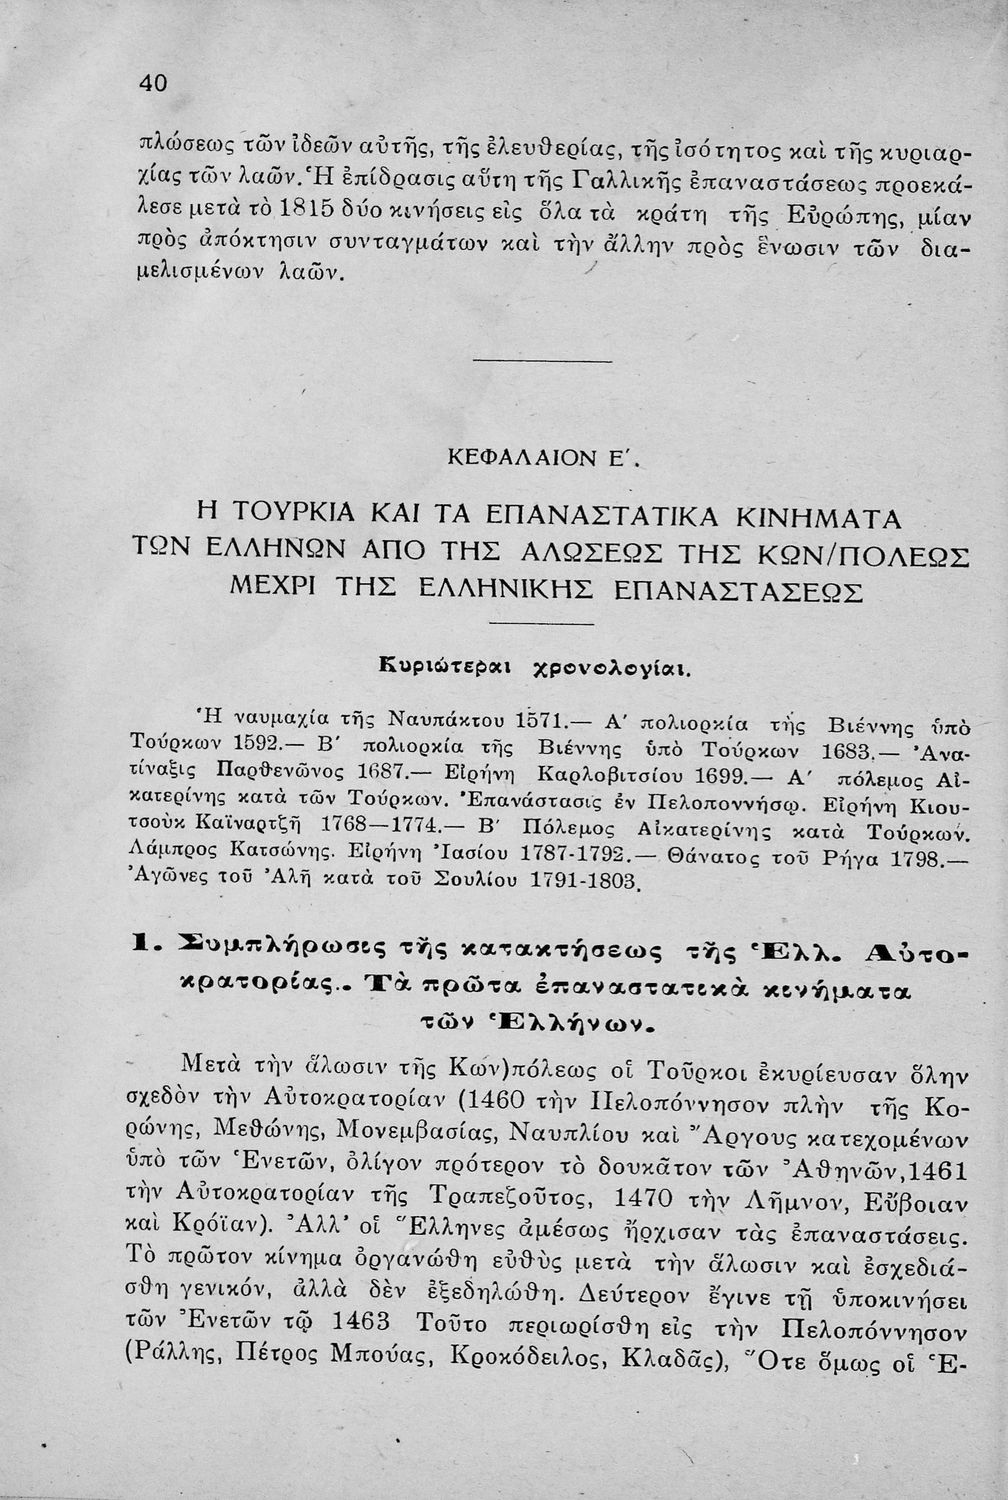 40
πλώσεως τῶν ἰδεῶν αὐτῆς, τῆς ἐλευθερίας, τῆς ἰσότητος καὶ τῆς κυριαρ-
χίας τῶν λαῶν. Ἡ ἐπίδρασις αὕτη τῆς Γαλλικῆς ἐπαναστάσεως προεκά-
λεσε μετὰ τὸ 1815 δύο κινήσεις εἰς ὅλα τὰ κράτη τῆς Εὐρώπης, μίαν
πρὸς ἀπόκτησιν συνταγμάτων καὶ τὴν ἄλλην πρὸς ἕνωσιν τῶν δια-
μελισμένων λαῶν.
ΚΕΦΑΛΑΙΟΝ Ε΄.
Η ΤΟΥΡΚΙΑ ΚΑΙ ΤΑ ΕΠΑΝΑΣΤΑΤΙΚΑ ΚΙΝΗΜΑΤΑ
ΤΩΝ ΕΛΛΗΝΩΝ ΑΠΟ ΤΗΣ ΑΛΩΣΕΩΣ ΤΗΣ ΚΩΝ/ΠΟΛΕΩΣ
ΜΕΧΡΙ ΤΗΣ ΕΛΛΗΝΙΚΗΣ ΕΠΑΝΑΣΤΑΣΕΩΣ
Κυριώτεραι χρονολογίαι.
Ἡ ναυμαχία τῆς Ναυπάκτου 1571.— Α΄ πολιορκία τῆς Βιέννης ὑπὸ
Τούρκων 1592.— Β΄ πολιορκία τῆς Βιέννης ὑπὸ Τούρκων 1683.— Ἀνα-
τίναξις Παρθενῶνος 1687.— Εἰρήνη Καρλοβιτσίου 1699.— Α΄ πόλεμος Αἰ-
κατερίνης κατὰ τῶν Τούρκων. Ἐπανάστασις ἐν Πελοποννήσῳ. Εἰρήνη Κιου-
τσοὺκ Καϊναρτζῆ 1768—1774.— Β΄ Πόλεμος Αἰκατερίνης κατὰ Τούρκων.
Λάμπρος Κατσώνης. Εἰρήνη Ἰασίου 1787-1792.— Θάνατος τοῦ Ρήγα 1798.—
Ἀγῶνες τοῦ Ἀλῆ κατὰ τοῦ Σουλίου 1791-1803.
1. Συμπλήρωσις τῆς κατακτήσεως τῆς Ἑλλ. Αὐτο-
κρατορίας.. Τὰ πρῶτα ἐπαναστατικὰ κινήματα
τῶν Ἑλλήνων.
Μετὰ τὴν ἅλωσιν τῆς Κων)πόλεως οἱ Τοῦρκοι ἐκυρίευσαν ὅλην
σχεδὸν τὴν Αὐτοκρατορίαν (1460 τὴν Πελοπόννησον πλὴν τῆς Κο-
ρώνης, Μεθώνης, Μονεμβασίας, Ναυπλίου καὶ Ἄργους κατεχομένων
ὑπὸ τῶν Ἑνετῶν, ὀλίγον πρότερον τὸ δουκᾶτον τῶν Ἀθηνῶν, 1461
τὴν Αὐτοκρατορίαν τῆς Τραπεζοῦτος, 1470 τὴν Λῆμνον, Εὔβοιαν
καὶ Κρόϊαν). Ἀλλ' οἱ Ἕλληνες ἀμέσως ἤρχισαν τὰς ἐπαναστάσεις.
Τὸ πρῶτον κίνημα ὀργανώθη εὐθὺς μετὰ τὴν ἅλωσιν καὶ ἐσχεδιά-
σθη γενικόν, ἀλλὰ δὲν ἐξεδηλώθη. Δεύτερον ἔγινε τῇ ὑποκινήσει
τῶν Ἐνετῶν τῷ 1463 Τοῦτο περιωρίσθη εἰς τὴν Πελοπόννησον
(Ράλλης, Πέτρος Μπούας, Κροκόδειλος, Κλαδᾶς), Ὅτε ὅμως οἱ Ἑ-